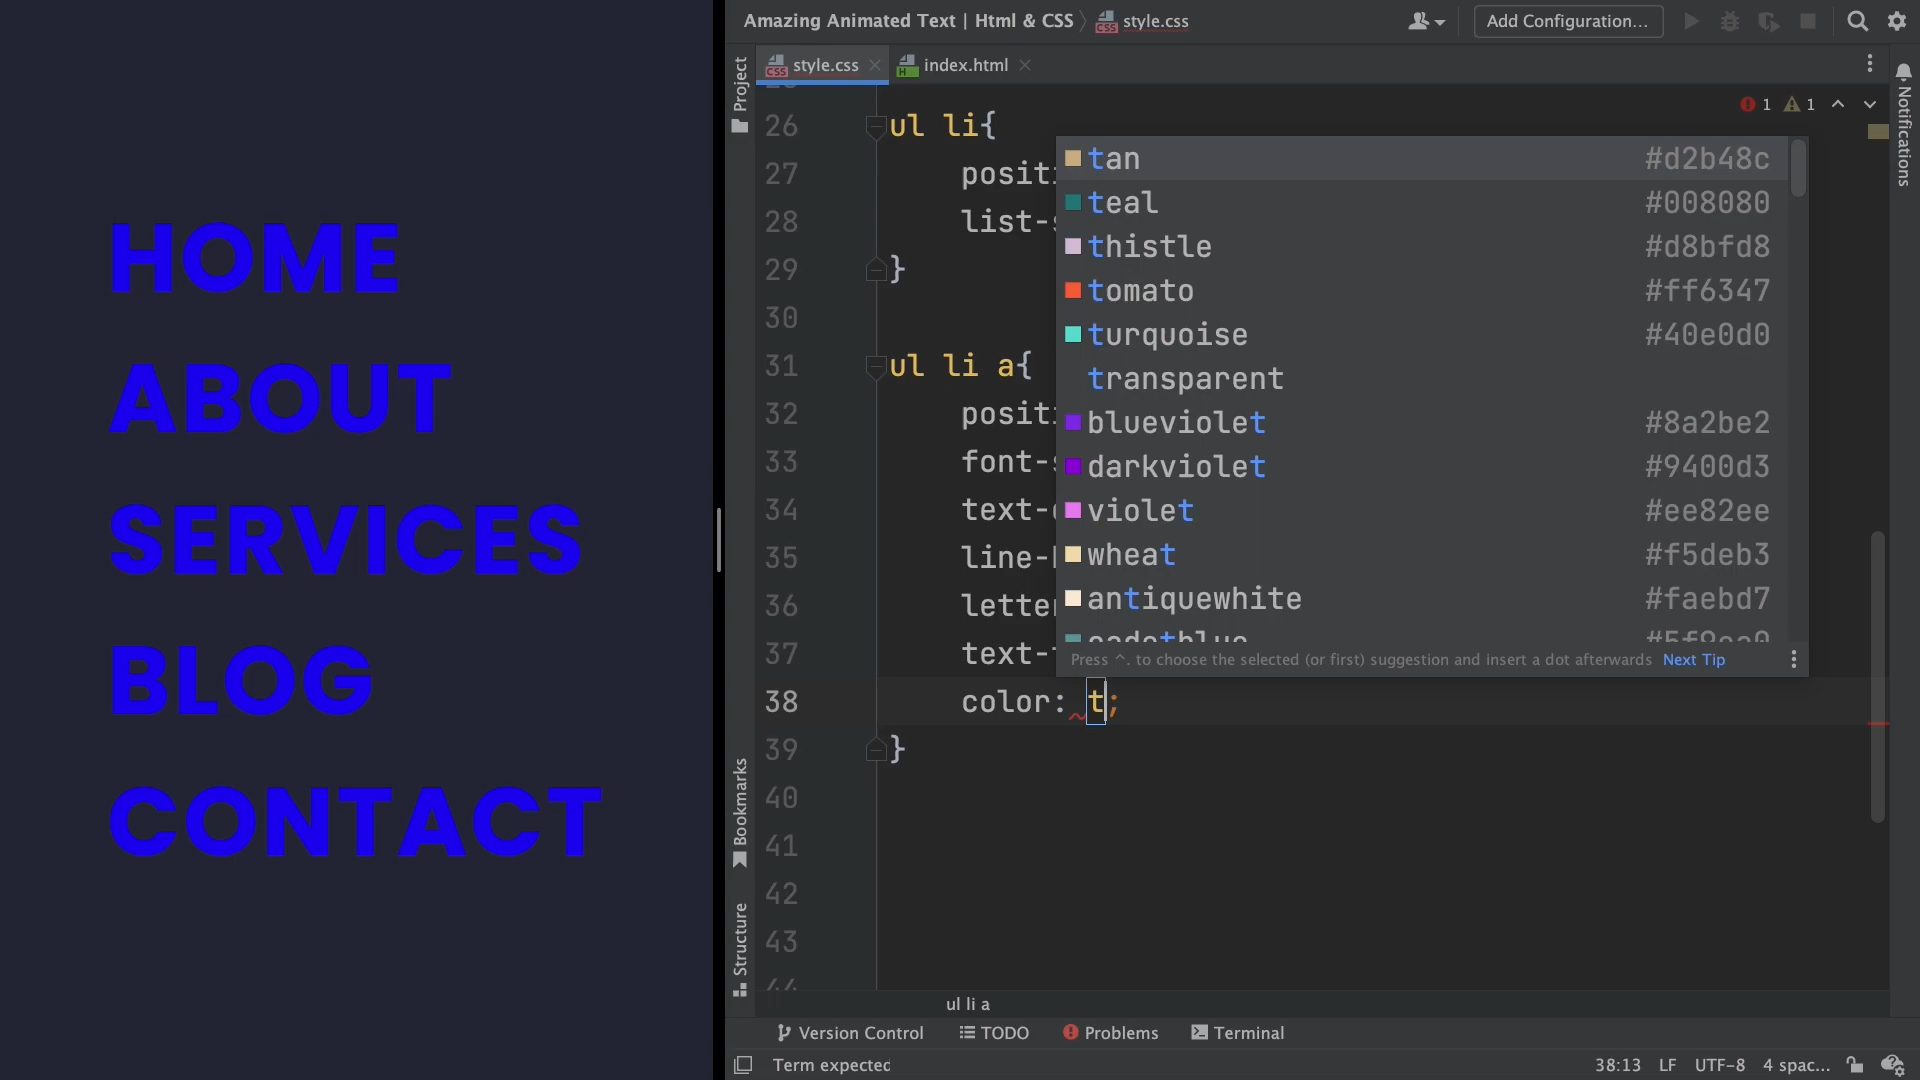 HOME
ABOUT
SERVICES
BLOG
CONTACT
Amazing Animated Text | Html & CSS
style.css
Add Configuration...
Project
style.css
index.html
Notifications
1
1
26 ul li{
27 positi
28 list-s
29 }
30
31 ul li a{
32 positi
33 font-s
34 text-
35 line-
36 letter
37 text-
38 color: t;
39 }
40
41
42
43
tan #d2b48c
teal #008080
thistle #d8bfd8
tomato #ff6347
turquoise #40e0d0
transparent
blueviolet #8a2be2
darkviolet #9400d3
violet #ee82ee
wheat #f5deb3
antiquewhite #faebd7
Press ^. to choose the selected (or first) suggestion and insert a dot afterwards Next Tip
Bookmarks
Structure
ul li a
Version Control
TODO
Problems
Terminal
Term expected
38:13 LF UTF-8 4 spac...